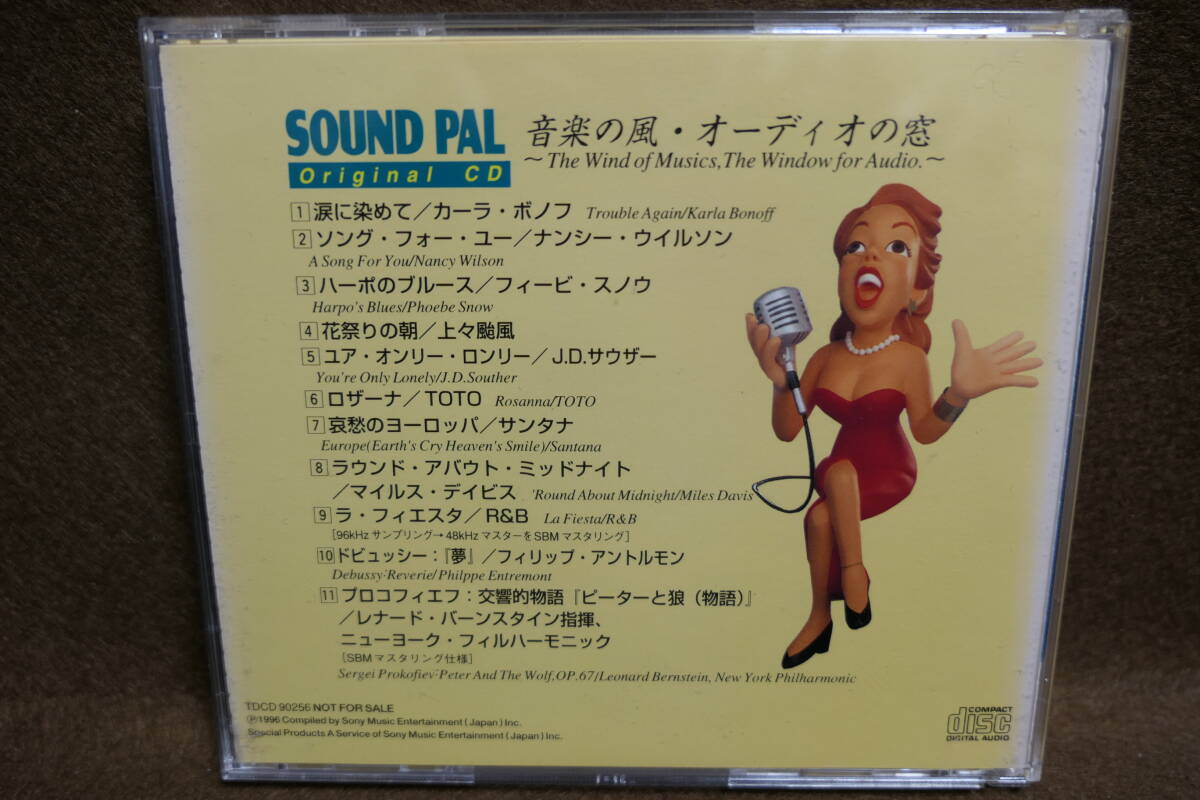 SOUND PAL
Original CD
音楽の風・オーディオの窓
～The Wind of Musics,The Window for Audio.～
1 涙に染めて／カーラ・ボノフ Trouble Again/Karla Bonoff
2 ソング・フォー・ユー／ナンシー・ウイルソン
A Song For You/Nancy Wilson
3 ハーポのブルース／フィービ・スノウ
Harpo's Blues/Phoebe Snow
4 花祭りの朝／上々颱風
5 ユア・オンリー・ロンリー／J.D.サウザー
You're Only Lonely/J.D.Souther
6 ロザーナ／TOTO Rosanna/TOTO
7 哀愁のヨーロッパ／サンタナ
Europe(Earth's Cry Heaven's Smile)/Santana
8 ラウンド・アバウト・ミッドナイト
／マイルス・デイビス 'Round About Midnight/Miles Davis
9 ラ・フィエスタ／R&B La Fiesta/R&B
［96kHzサンプリング→48kHzマスターをSBMマスタリング］
10 ドビュッシー：『夢』／フィリップ・アントルモン
Debussy:Reverie/Philppe Entremont
11 プロコフィエフ：交響的物語『ピーターと狼（物語）』
／レナード・バーンスタイン指揮、
ニューヨーク・フィルハーモニック
［SBMマスタリング仕様］
Sergei Prokofiev:Peter And The Wolf,OP.67/Leonard Bernstein, New York Philharmonic
TDCD 90256 NOT FOR SALE
Ⓟ1996 Compiled by Sony Music Entertainment (Japan) Inc.
Special Products A Service of Sony Music Entertainment (Japan) Inc.
COMPACT
disc
DIGITAL AUDIO